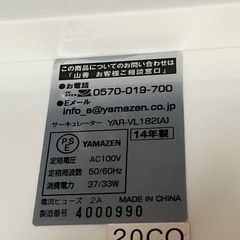 この商品についてのお問い合わせは
「山善 お客様ご相談窓口」
●お電話
0570-019-700
●Eメール
info_a@yamazen.co.jp
サーキュレーター YAR-VL182(A)
14年製
PSE YAMAZEN
定格電圧 AC100V
定格周波数 50/60Hz
消費電力 37/33W
電流ヒューズ 2A MADE IN CHINA
製造番号 4000990